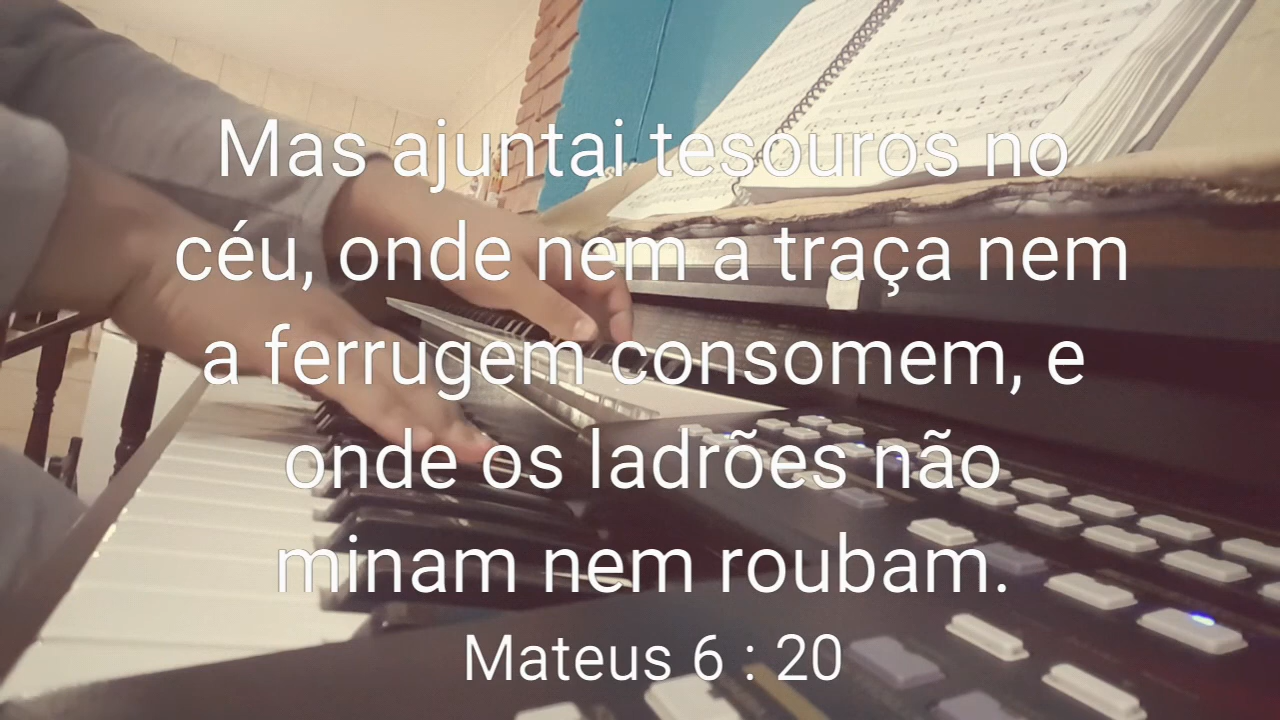 Mas ajuntai tesouros no
céu, onde nem a traça nem
a ferrugem consomem, e
onde os ladrões não
minam nem roubam.
Mateus 6 : 20